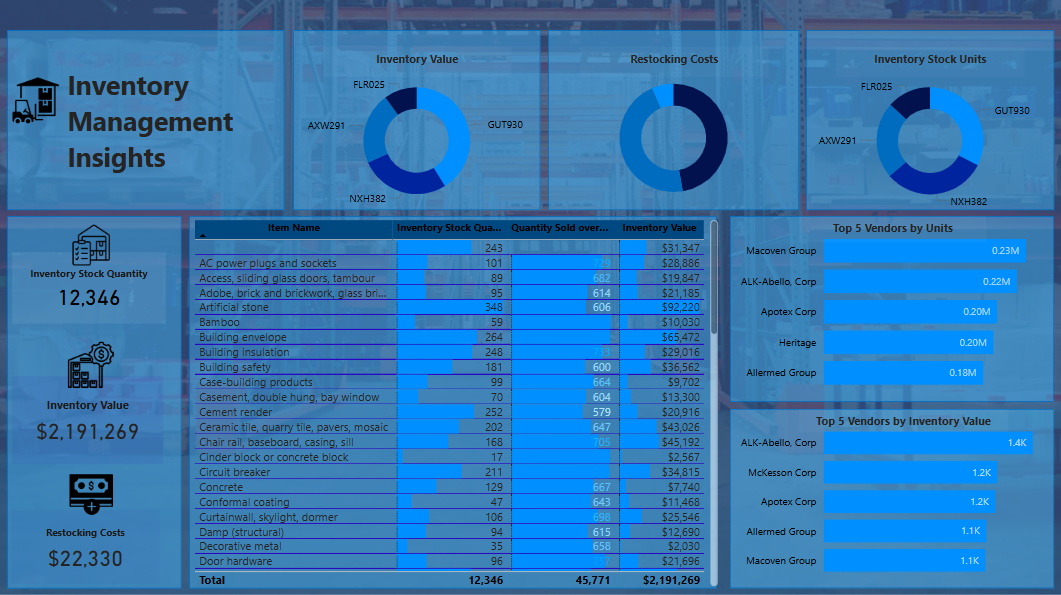 Inventory
Management
Insights
Inventory Value
FLR025
AXW291
GUT930
NXH382
Restocking Costs
Inventory Stock Units
FLR025
AXW291
GUT930
NXH382
Inventory Stock Quantity
12,346
Inventory Value
$2,191,269
Restocking Costs
$22,330
Item Name Inventory Stock Qua... Quantity Sold over... Inventory Value
243 $31,347
AC power plugs and sockets 101 729 $28,886
Access, sliding glass doors, tambour 89 682 $19,847
Adobe, brick and brickwork, glass bri... 95 614 $21,185
Artificial stone 348 606 $92,220
Bamboo 59 $10,030
Building envelope 264 $65,472
Building insulation 248 $29,016
Building safety 181 600 $36,562
Case-building products 99 664 $9,702
Casement, double hung, bay window 70 604 $13,300
Cement render 252 579 $20,916
Ceramic tile, quarry tile, pavers, mosaic 202 647 $43,026
Chair rail, baseboard, casing, sill 168 705 $45,192
Cinder block or concrete block 17 $2,567
Circuit breaker 211 $34,815
Concrete 129 667 $7,740
Conformal coating 47 643 $11,468
Curtainwall, skylight, dormer 106 698 $25,546
Damp (structural) 94 615 $12,690
Decorative metal 35 658 $2,030
Door hardware 96 $21,696
Total 12,346 45,771 $2,191,269
Top 5 Vendors by Units
Macoven Group 0.23M
ALK-Abello, Corp 0.22M
Apotex Corp 0.20M
Heritage 0.20M
Allermed Group 0.18M
Top 5 Vendors by Inventory Value
ALK-Abello, Corp 1.4K
McKesson Corp 1.2K
Apotex Corp 1.2K
Allermed Group 1.1K
Macoven Group 1.1K